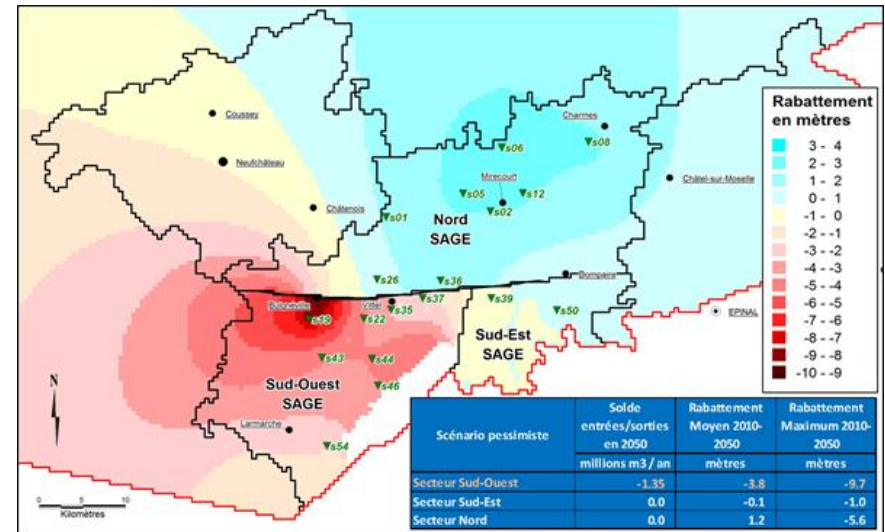 Coussey
Neufchâteau
Châtenois
Charmes
s06
s08
Châtel-sur-Moselle
Mirecourt
s05
s12
s02
s01
Nord
SAGE
s26
s36
Dompaire
s37
s39
Bulgnéville
Vittel
s35
s19
s22
s50
EPINAL
Sud-Est
SAGE
s43
s44
s46
Sud-Ouest
SAGE
Larmarche
s54
N
0 5 10
Kilomètres
Rabattement
en mètres
3 - 4
2 - 3
1 - 2
0 - 1
-1 - 0
-2 - -1
-3 - -2
-4 - -3
-5 - -4
-6 - -5
-7 - -6
-8 - -7
-9 - -8
-10 - -9
Scénario pessimiste
Solde entrées/sorties en 2050
Rabattement Moyen 2010-2050
Rabattement Maximum 2010-2050
millions m3 / an
mètres
mètres
Secteur Sud-Ouest -1.35 -3.8 -9.7
Secteur Sud-Est 0.0 -0.1 -1.0
Secteur Nord 0.0 1.2 -5.6